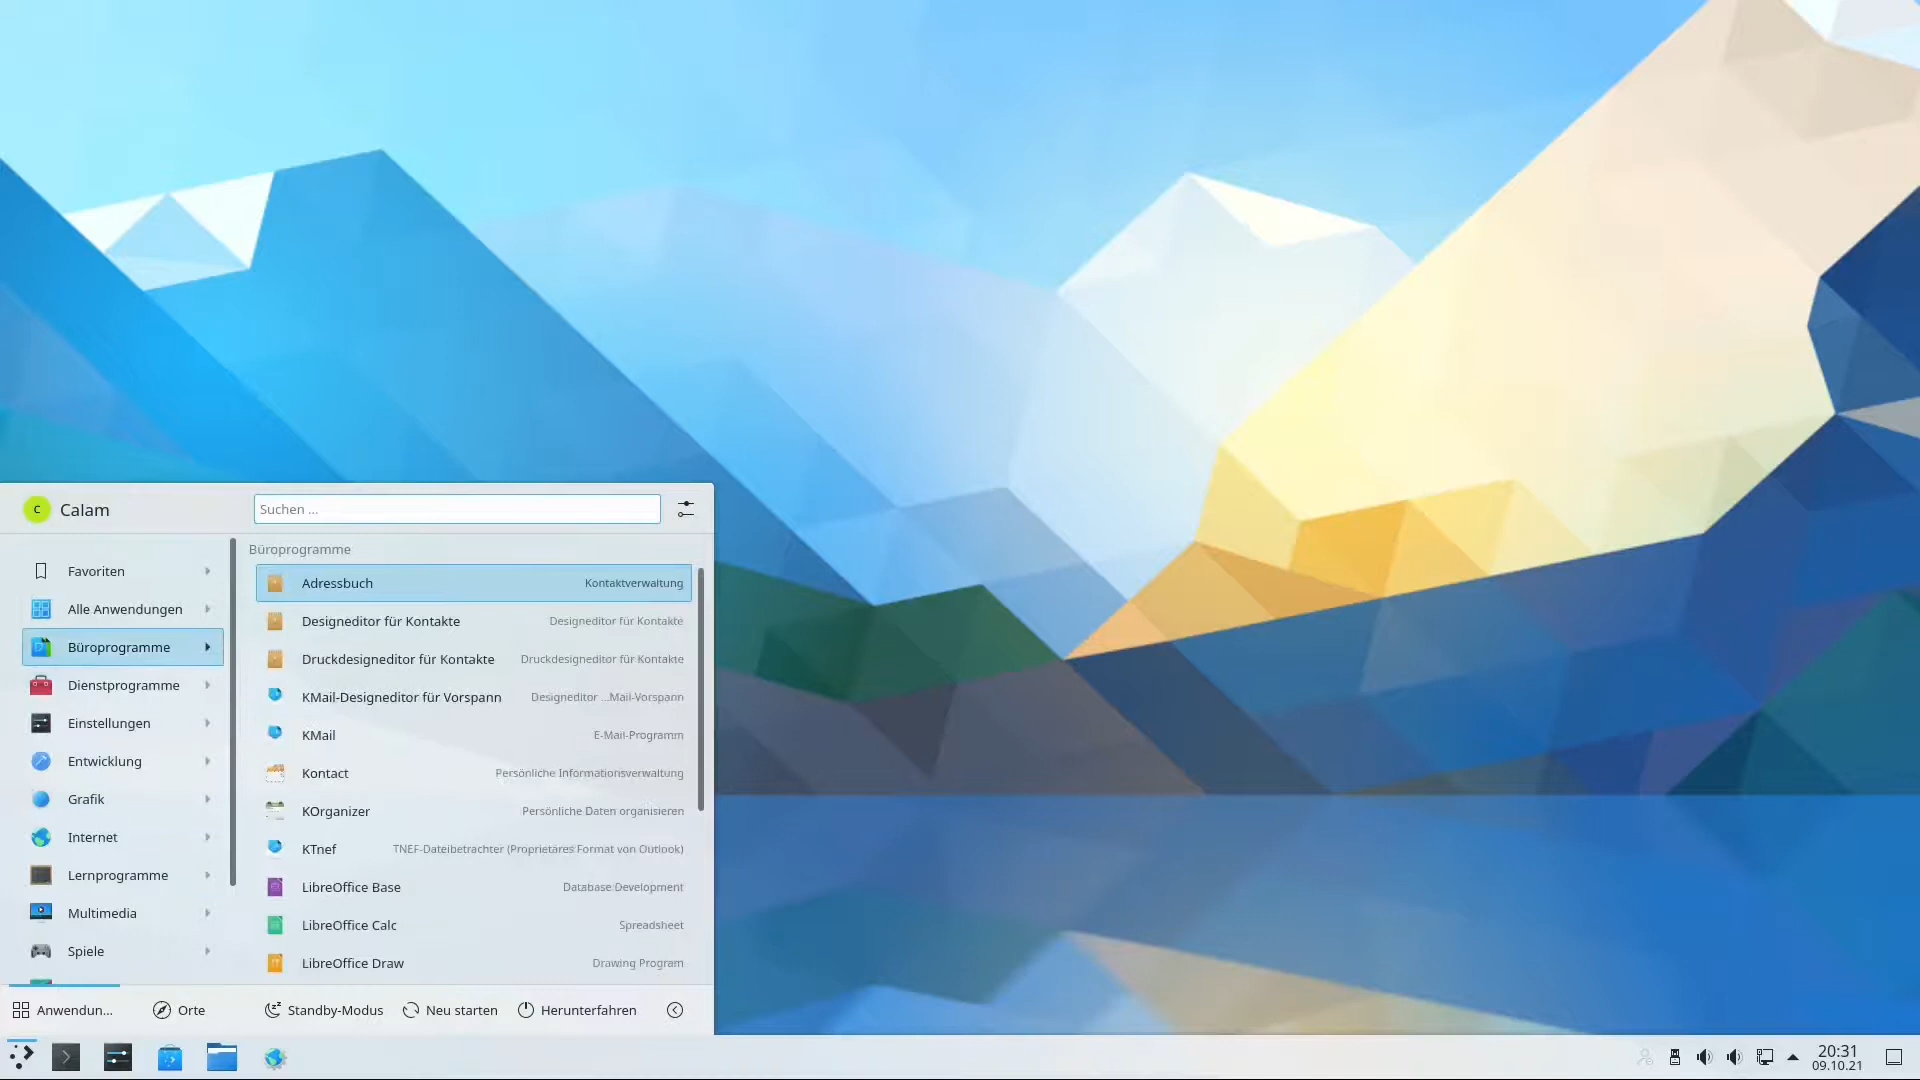 C Calam
Suchen ...
Favoriten
Alle Anwendungen
Büroprogramme
Dienstprogramme
Einstellungen
Entwicklung
Grafik
Internet
Lernprogramme
Multimedia
Spiele
Büroprogramme
Adressbuch Kontaktverwaltung
Designeditor für Kontakte Designeditor für Kontakte
Druckdesigneditor für Kontakte Druckdesigneditor für Kontakte
KMail-Designeditor für Vorspann Designeditor ...Mail-Vorspann
KMail E-Mail-Programm
Kontact Persönliche Informationsverwaltung
KOrganizer Persönliche Daten organisieren
KTnef TNEF-Dateibetrachter (Proprietäres Format von Outlook)
LibreOffice Base Database Development
LibreOffice Calc Spreadsheet
LibreOffice Draw Drawing Program
Anwendun... Orte Standby-Modus Neu starten Herunterfahren
20:31
09.10.21